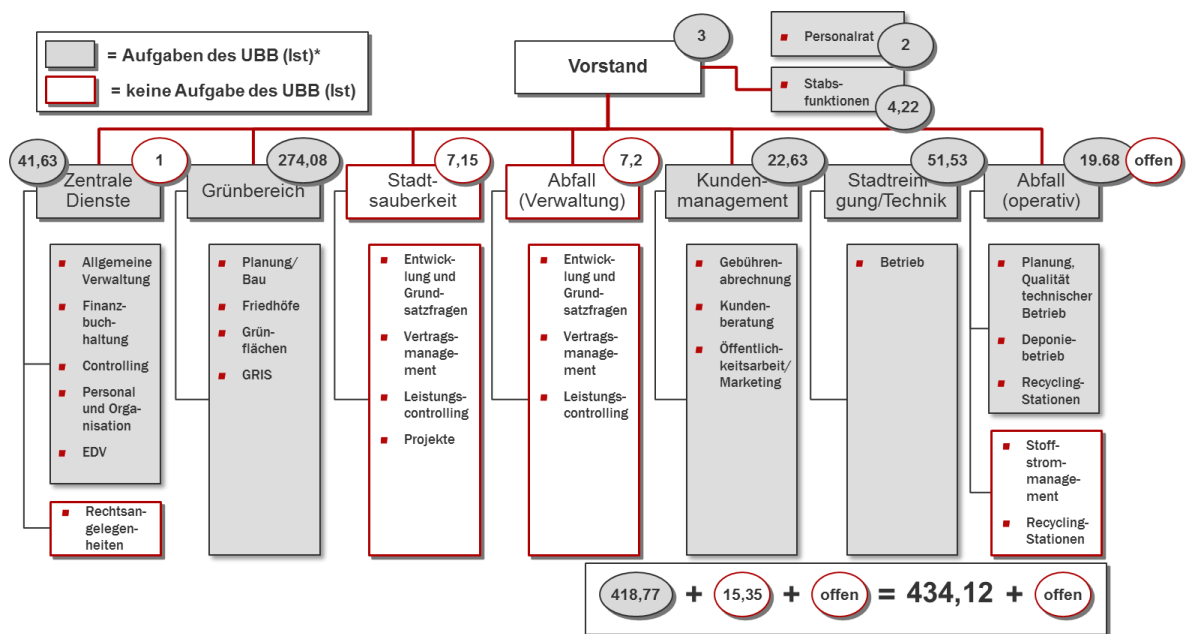 = Aufgaben des UBB (Ist)*
= keine Aufgabe des UBB (Ist)
Vorstand
3
Personalrat
2
Stabs-
funktionen
4,22
41,63
Zentrale
Dienste
1
Grünbereich
274,08
Stadt-
sauberkeit
7,15
Abfall
(Verwaltung)
7,2
Kunden-
management
22,63
Stadtreini
gung/Technik
51,53
Abfall
(operativ)
19.68
offen
Allgemeine
Verwaltung
Finanz-
buch-
haltung
Controlling
Personal
und Orga-
nisation
EDV
Rechtsan-
gelegen-
heiten
Planung/
Bau
Friedhöfe
Grün-
flächen
GRIS
Entwick-
lung und
Grund-
satzfragen
Vertrags-
manage-
ment
Leistungs-
controlling
Projekte
Entwick-
lung und
Grund-
satzfragen
Vertrags-
manage-
ment
Leistungs-
controlling
Gebühren-
abrechnung
Kunden-
beratung
Öffentlich-
keitsarbeit/
Marketing
Betrieb
Planung,
Qualität
technischer
Betrieb
Deponie-
betrieb
Recycling-
Stationen
Stoff-
strom-
manage-
ment
Recycling-
Stationen
418,77 + 15,35 + offen = 434,12 + offen